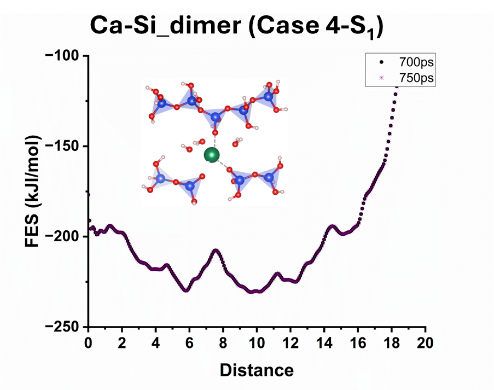 Ca-Si_dimer (Case 4-S₁)
−100
700ps
750ps
−150
−200
−250
FES (kJl/mol)
0 2 4 6 8 10 12 14 16 18 20
Distance